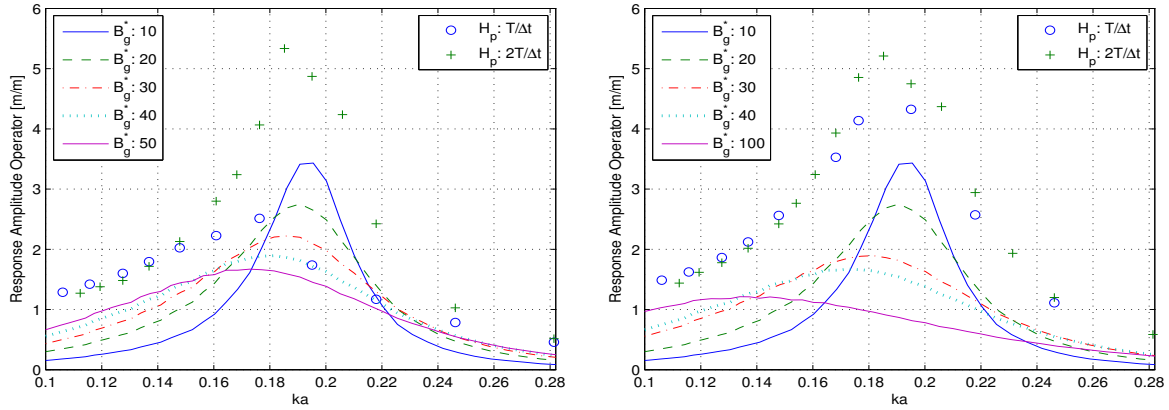 6
5
4
3
2
1
0
Response Amplitude Operator [m/m]
B*g: 10
B*g: 20
B*g: 30
B*g: 40
B*g: 50
Hp: T/Δt
Hp: 2T/Δt
0.1 0.12 0.14 0.16 0.18 0.2 0.22 0.24 0.26 0.28
ka
6
5
4
3
2
1
0
Response Amplitude Operator [m/m]
B*g: 10
B*g: 20
B*g: 30
B*g: 40
B*g: 100
Hp: T/Δt
Hp: 2T/Δt
0.1 0.12 0.14 0.16 0.18 0.2 0.22 0.24 0.26 0.28
ka